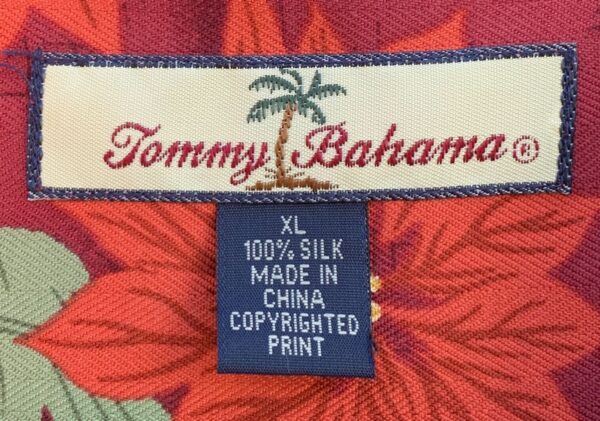 Tommy Bahama®
XL
100% SILK
MADE IN
CHINA
COPYRIGHTED
PRINT